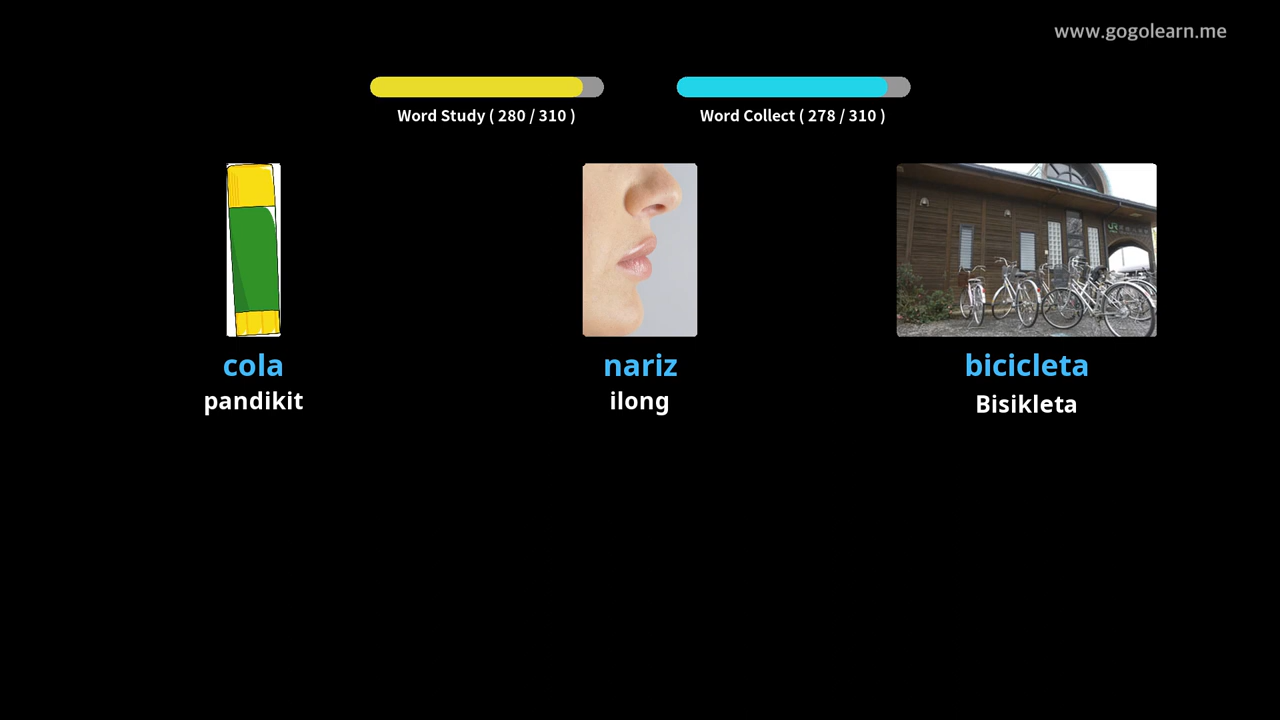 www.gogolearn.me
Word Study ( 280 / 310 )
Word Collect ( 278 / 310 )
cola
pandikit
nariz
ilong
bicicleta
Bisikleta